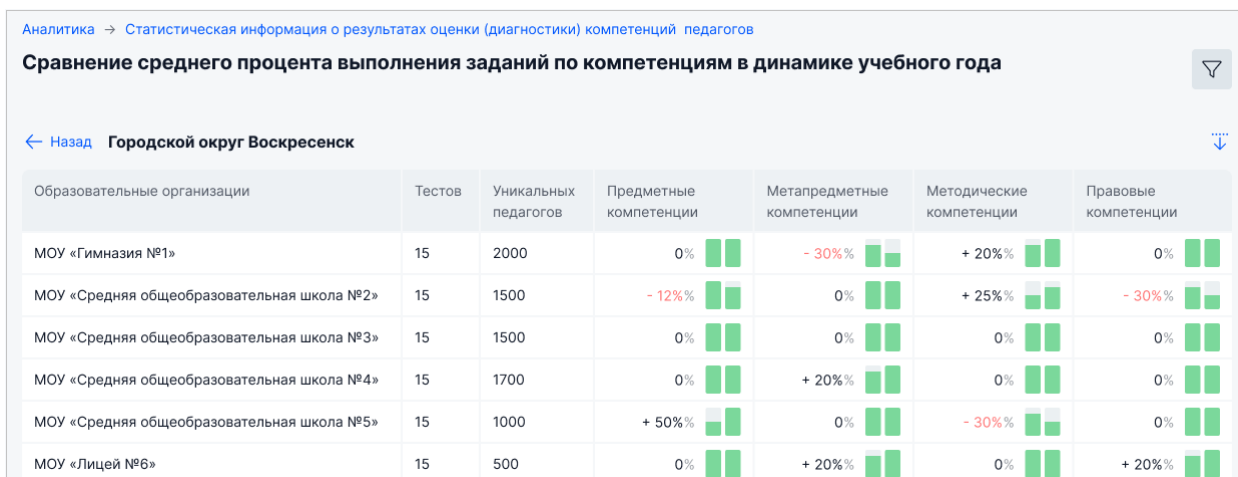 Аналитика → Статистическая информация о результатах оценки (диагностики) компетенций педагогов
Сравнение среднего процента выполнения заданий по компетенциям в динамике учебного года
← Назад Городской округ Воскресенск
Образовательные организации Тестов Уникальных педагогов Предметные компетенции Метапредметные компетенции Методические компетенции Правовые компетенции
МОУ «Гимназия №1» 15 2000 0% - 30%% + 20%% 0%
МОУ «Средняя общеобразовательная школа №2» 15 1500 - 12%% 0% + 25%% - 30%%
МОУ «Средняя общеобразовательная школа №3» 15 1500 0% 0% 0% 0%
МОУ «Средняя общеобразовательная школа №4» 15 1700 0% + 20%% 0% 0%
МОУ «Средняя общеобразовательная школа №5» 15 1000 + 50%% 0% - 30%% 0%
МОУ «Лицей №6» 15 500 0% + 20%% 0% + 20%%